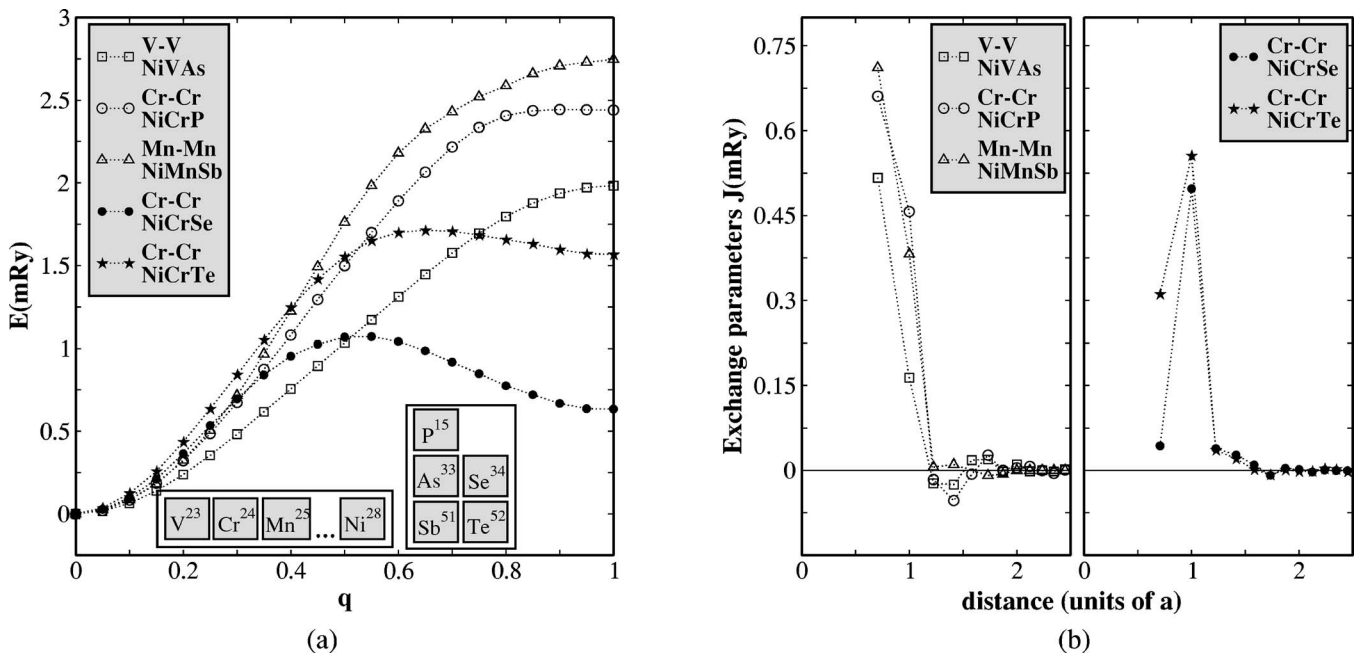 3
2.5
2
1.5
1
0.5
0
E(mRy)
V-V
NiVAs
Cr-Cr
NiCrP
Mn-Mn
NiMnSb
Cr-Cr
NiCrSe
Cr-Cr
NiCrTe
P15
As33 Se34
Sb51 Te52
V23 Cr24 Mn25 ... Ni28
0 0.2 0.4 0.6 0.8 1
q
(a)
0.75
0.6
0.45
0.3
0.15
0
Exchange parameters J(mRy)
V-V
NiVAs
Cr-Cr
NiCrP
Mn-Mn
NiMnSb
Cr-Cr
NiCrSe
Cr-Cr
NiCrTe
1 2 1 2
distance (units of a)
(b)